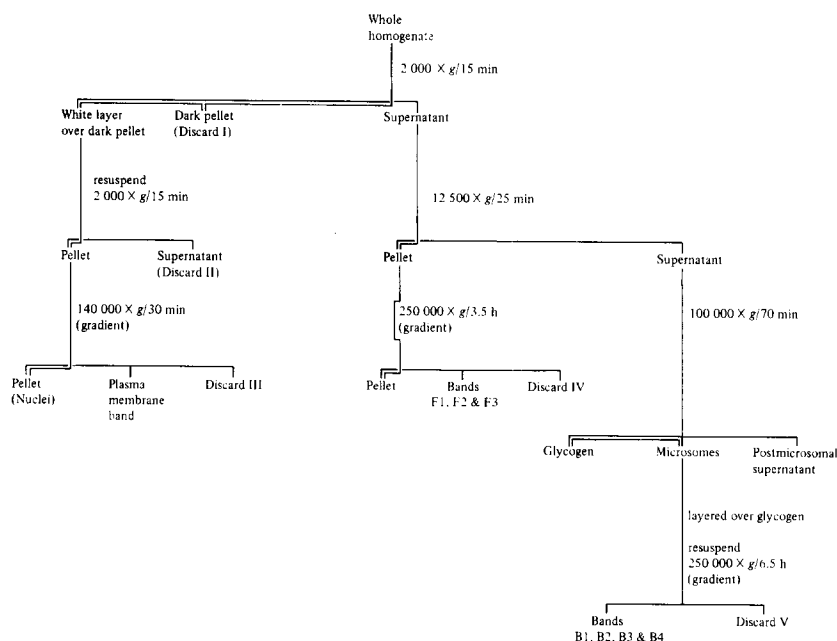 Whole
homogenate
2 000 × g/15 min
White layer
over dark pellet
Dark pellet
(Discard I)
Supernatant
resuspend
2 000 × g/15 min
12 500 × g/25 min
Pellet
Supernatant
(Discard II)
Pellet
Supernatant
140 000 × g/30 min
(gradient)
250 000 × g/3.5 h
(gradient)
100 000 × g/70 min
Pellet
(Nuclei)
Plasma
membrane
band
Discard III
Pellet
Bands
F1, F2 & F3
Discard IV
Glycogen
Microsomes
Postmicrosomal
supernatant
layered over glycogen
resuspend
250 000 × g/6.5 h
(gradient)
Bands
B1, B2, B3 & B4
Discard V